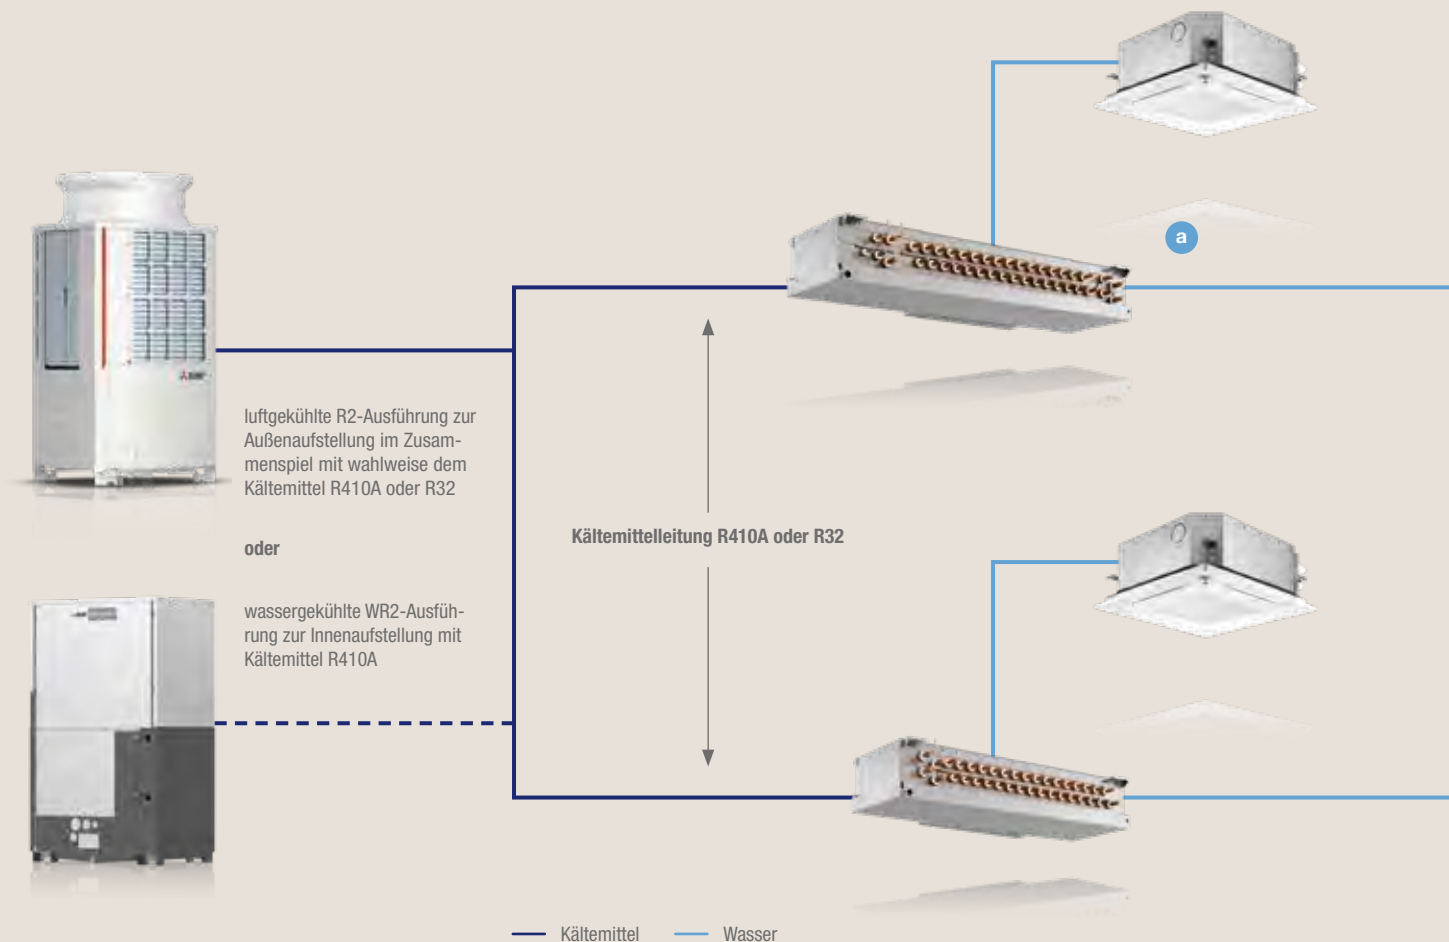 a
luftgekühlte R2-Ausführung zur
Außenaufstellung im Zusam-
menspiel mit wahlweise dem
Kältemittel R410A oder R32
oder
wassergekühlte WR2-Ausfüh-
rung zur Innenaufstellung mit
Kältemittel R410A
Kältemittelleitung R410A oder R32
Kältemittel
Wasser